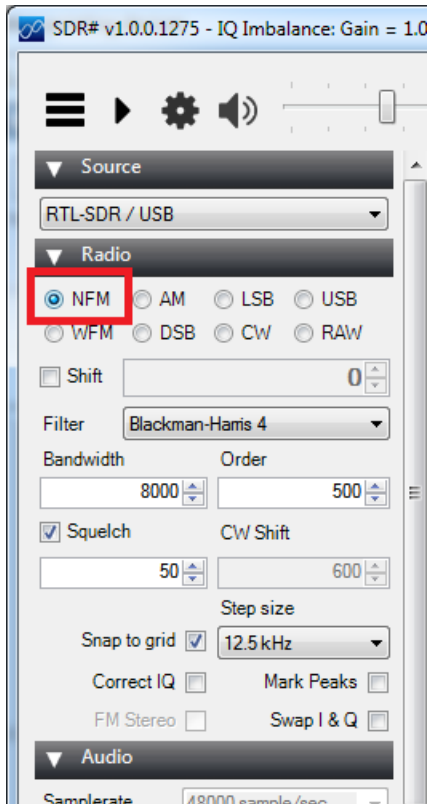 SDR# v1.0.0.1275 - IQ Imbalance: Gain = 1.0
Source
RTL-SDR / USB
Radio
NFM AM LSB USB
WFM DSB CW RAW
Shift 0
Filter Blackman-Harris 4
Bandwidth Order
8000 500
Squelch CW Shift
50 600
Step size
Snap to grid 12.5 kHz
Correct IQ Mark Peaks
FM Stereo Swap I & Q
Audio
Samplerate 48000 sample/sec